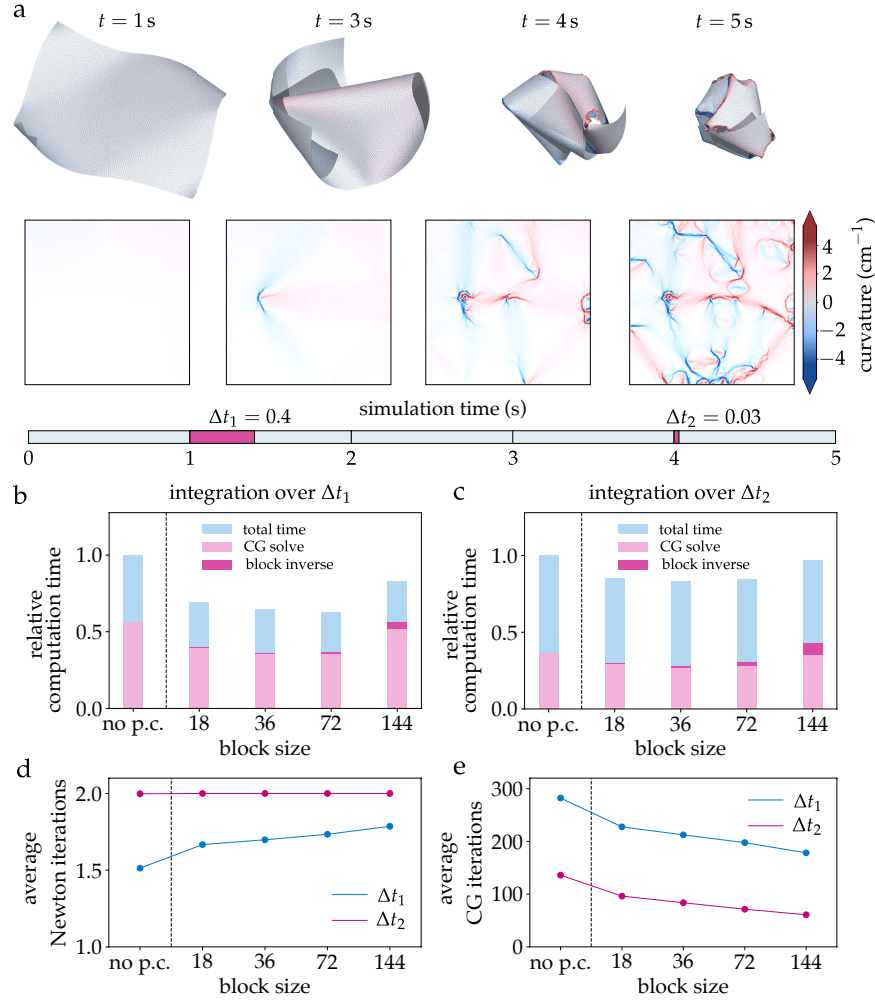 a
t = 1 s
t = 3 s
t = 4 s
t = 5 s
4
2
0
−2
−4
curvature (cm⁻¹)
simulation time (s)
Δt₁ = 0.4
Δt₂ = 0.03
0
1
2
3
4
5
b
integration over Δt₁
total time
CG solve
block inverse
relative
computation time
1.0
0.5
0.0
no p.c.
18
36
72
144
block size
c
integration over Δt₂
total time
CG solve
block inverse
relative
computation time
1.0
0.5
0.0
no p.c.
18
36
72
144
block size
d
average
Newton iterations
2.0
1.5
1.0
Δt₁
Δt₂
no p.c.
18
36
72
144
block size
e
average
CG iterations
300
200
100
0
Δt₁
Δt₂
no p.c.
18
36
72
144
block size